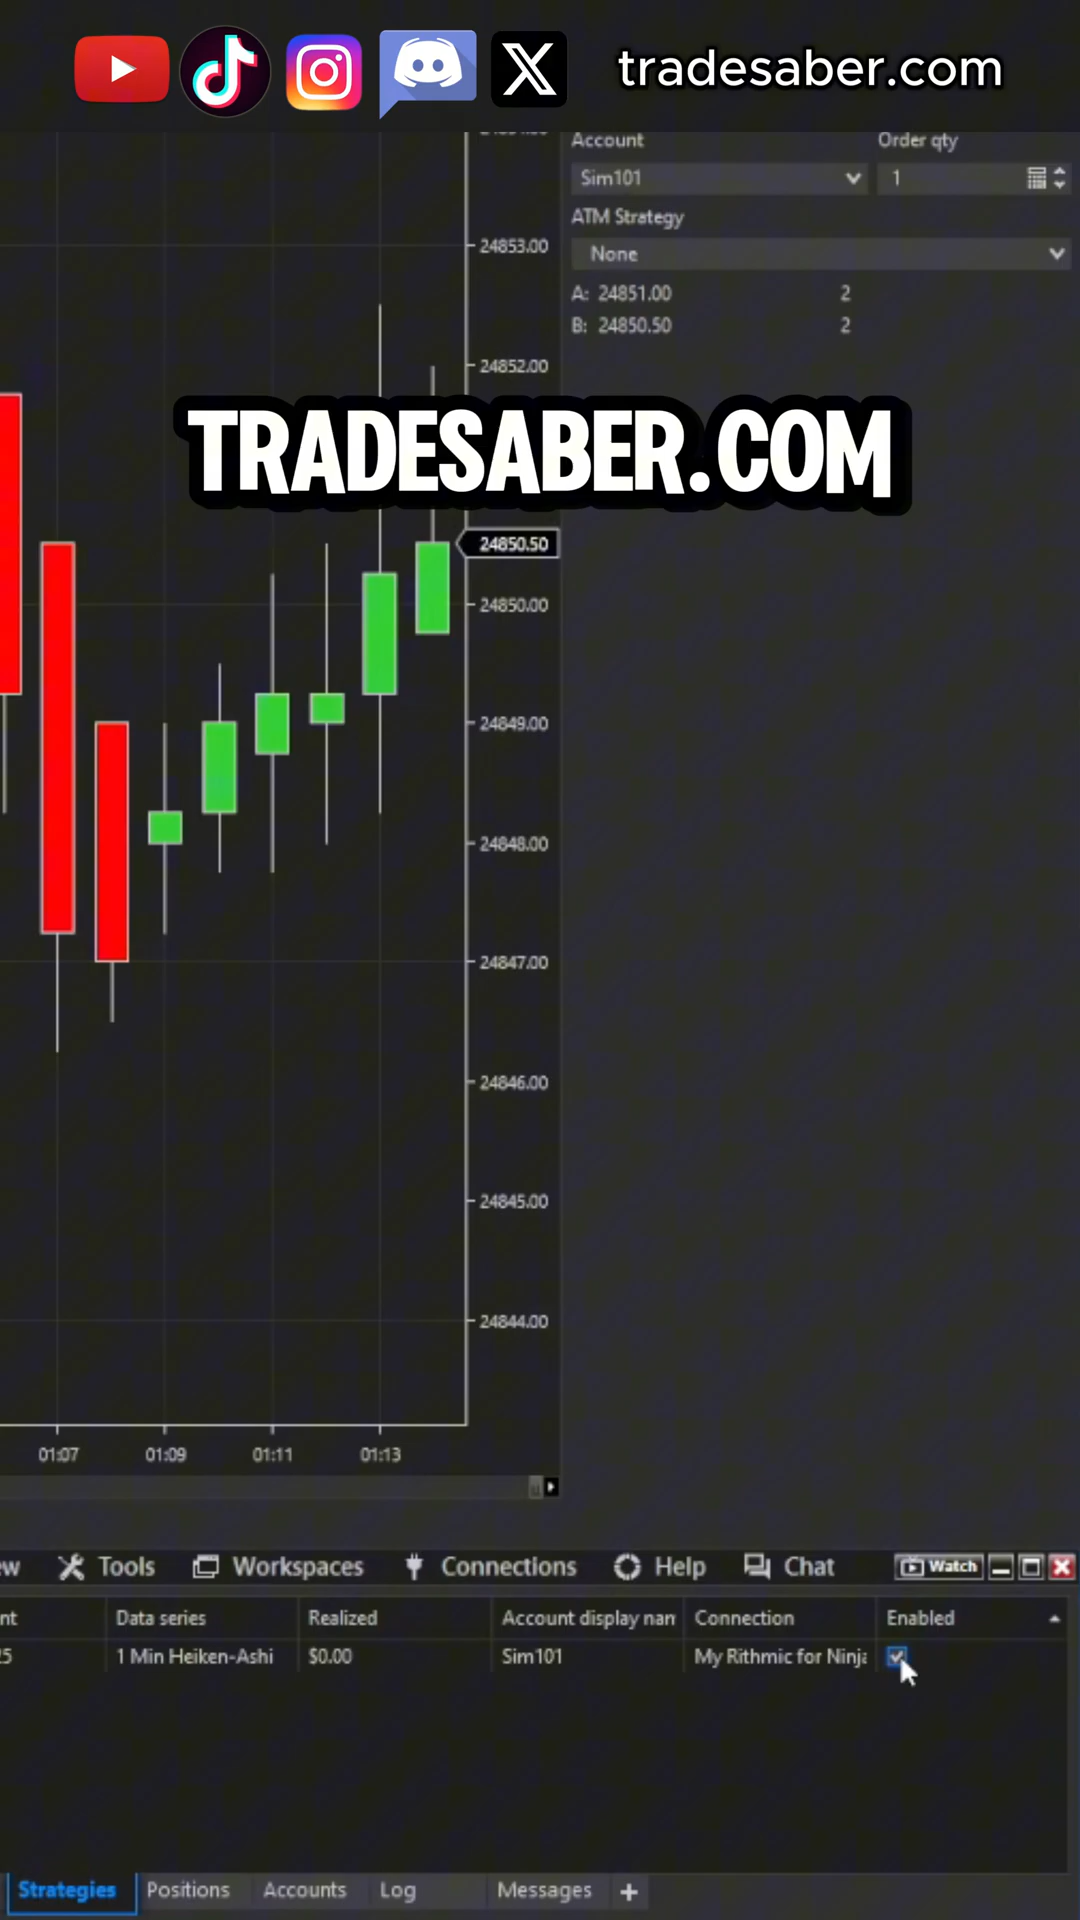 tradesaber.com
Account
Order qty
Sim101
1
ATM Strategy
None
A: 24851.00 2
B: 24850.50 2
24853.00
24852.00
TRADESABER.COM
24850.50
24850.00
24849.00
24848.00
24847.00
24846.00
24845.00
24844.00
01:07 01:09 01:11 01:13
ew Tools Workspaces Connections Help Chat Watch
nt Data series Realized Account display nam Connection Enabled
5 1 Min Heiken-Ashi $0.00 Sim101 My Rithmic for Ninja
Strategies Positions Accounts Log Messages +